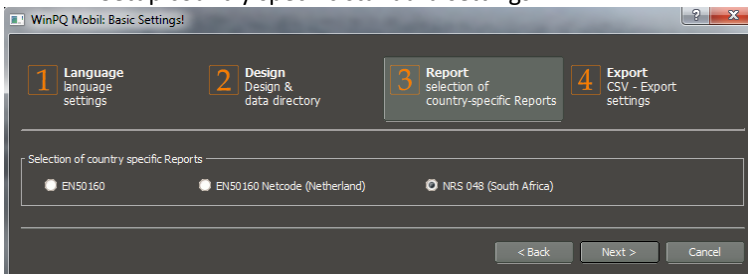 WinPQ Mobil: Basic Settings!
? X
1 Language
language
settings
2 Design
Design &
data directory
3 Report
selection of
country-specific Reports
4 Export
CSV - Export
settings
Selection of country specific Reports
EN50160
EN50160 Netcode (Netherland)
NRS 048 (South Africa)
< Back
Next >
Cancel